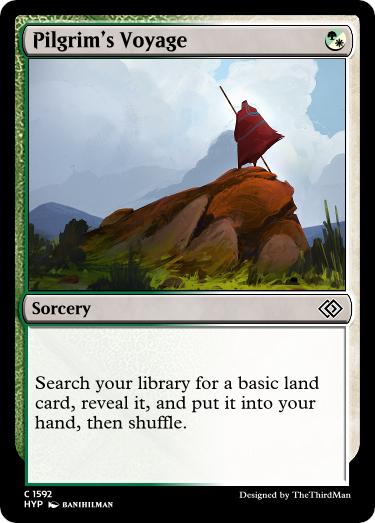 Pilgrim's Voyage
Sorcery
Search your library for a basic land
card, reveal it, and put it into your
hand, then shuffle.
C 1592
HYP BANIHILMAN
Designed by TheThirdMan